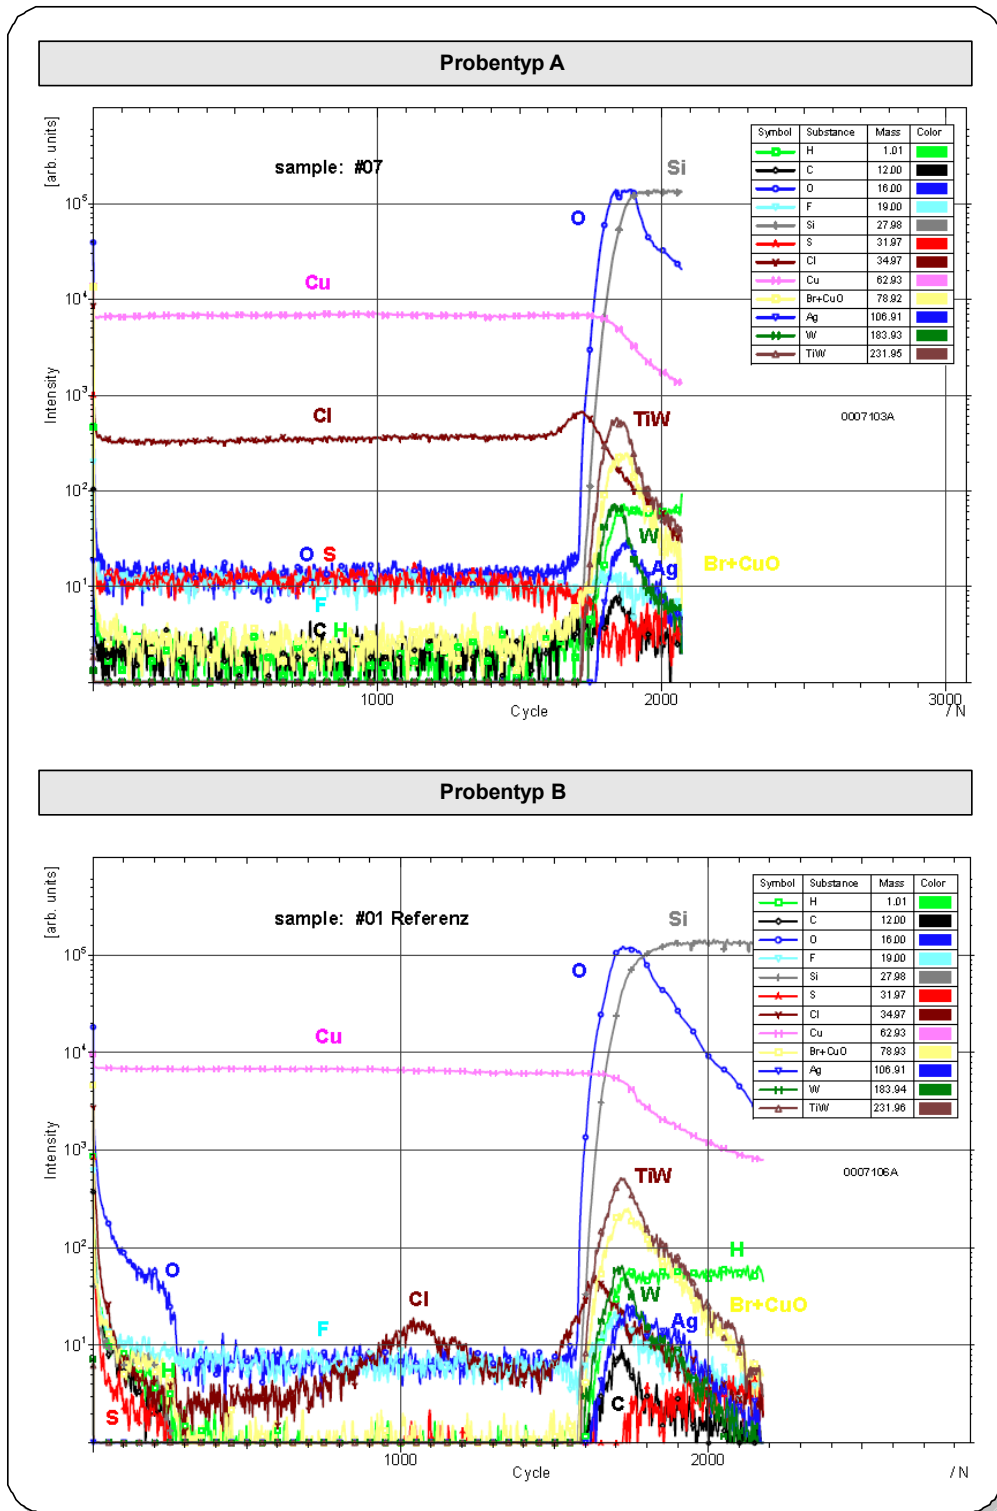 Probentyp A
[arb. units]
Intensity
sample: #07
Symbol Substance Mass Color
H 1.01
C 12.00
O 16.00
F 19.00
Si 27.98
S 31.97
Cl 34.97
Cu 62.93
Br+CuO 78.92
Ag 106.91
W 183.93
TiW 231.95
0007103A
Si
O
Cu
Cl
TiW
O S
F
C H
W
Ag
Br+CuO
10⁵
10⁴
10³
10²
10¹
1000 2000 3000
Cycle / N
Probentyp B
[arb. units]
Intensity
sample: #01 Referenz
Symbol Substance Mass Color
H 1.01
C 12.00
O 16.00
F 19.00
Si 27.98
S 31.97
Cl 34.97
Cu 62.93
Br+CuO 78.93
Ag 106.91
W 183.94
TiW 231.96
0007106A
Si
O
Cu
TiW
H
O
Cl
W
Br+CuO
F
Ag
H
S
C
10⁵
10⁴
10³
10²
10¹
1000 2000
Cycle / N